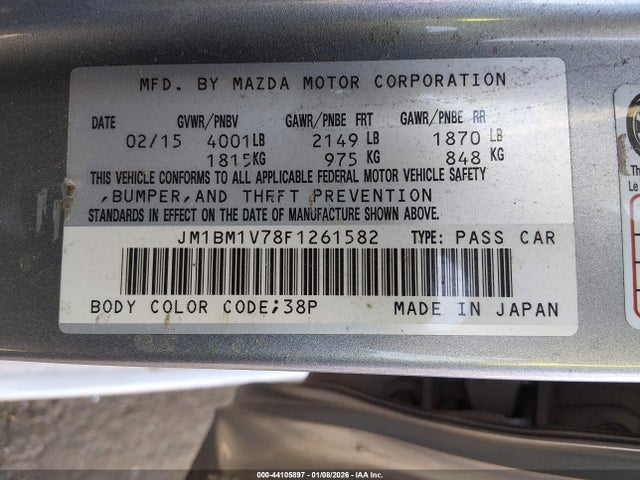 MFD. BY MAZDA MOTOR CORPORATION
DATE GVWR/PNBV GAWR/PNBE FRT GAWR/PNBE RR
02/15 4001LB 2149 LB 1870 LB
1815KG 975 KG 848 KG
THIS VEHICLE CONFORMS TO ALL APPLICABLE FEDERAL MOTOR VEHICLE SAFETY
,BUMPER,AND THEFT PREVENTION
STANDARDS IN EFFECT ON THE DATE OF MANUFACTURE SHOWN ABOVE.
JM1BM1V78F1261582 TYPE: PASS CAR
BODY COLOR CODE;38P MADE IN JAPAN
Th
Le
000-44105897 - 01/08/2026 - IAA Inc.